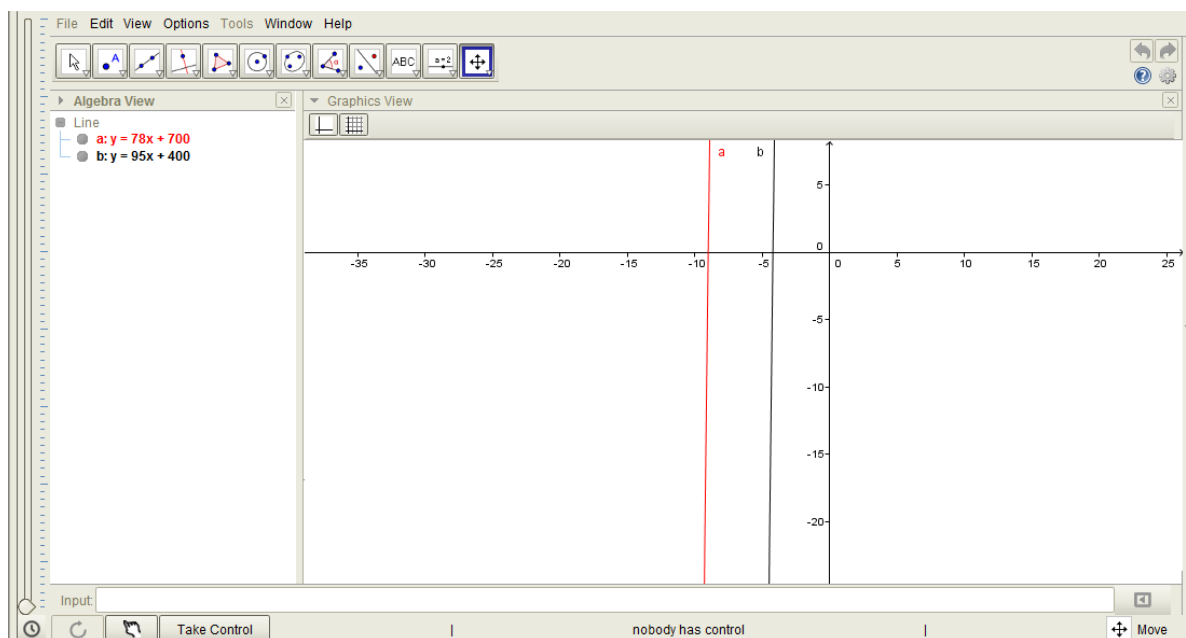 File Edit View Options Tools Window Help
A
α
ABC
a=2
Algebra View
Graphics View
Line
a: y = 78x + 700
b: y = 95x + 400
a
b
5
0
-35 -30 -25 -20 -15 -10 -5 0 5 10 15 20 25
-5
-10
-15
-20
Input:
Take Control
nobody has control
Move